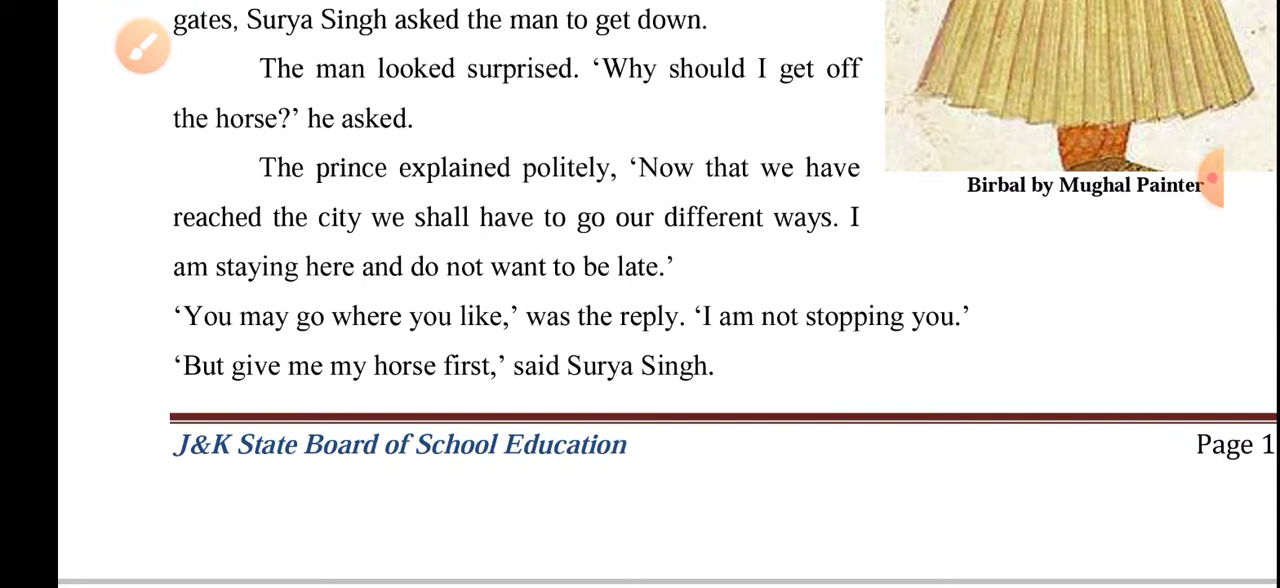 gates, Surya Singh asked the man to get down.
The man looked surprised. ‘Why should I get off
the horse?’ he asked.
The prince explained politely, ‘Now that we have
reached the city we shall have to go our different ways. I
am staying here and do not want to be late.’
Birbal by Mughal Painter
‘You may go where you like,’ was the reply. ‘I am not stopping you.’
‘But give me my horse first,’ said Surya Singh.
J&K State Board of School Education
Page 1